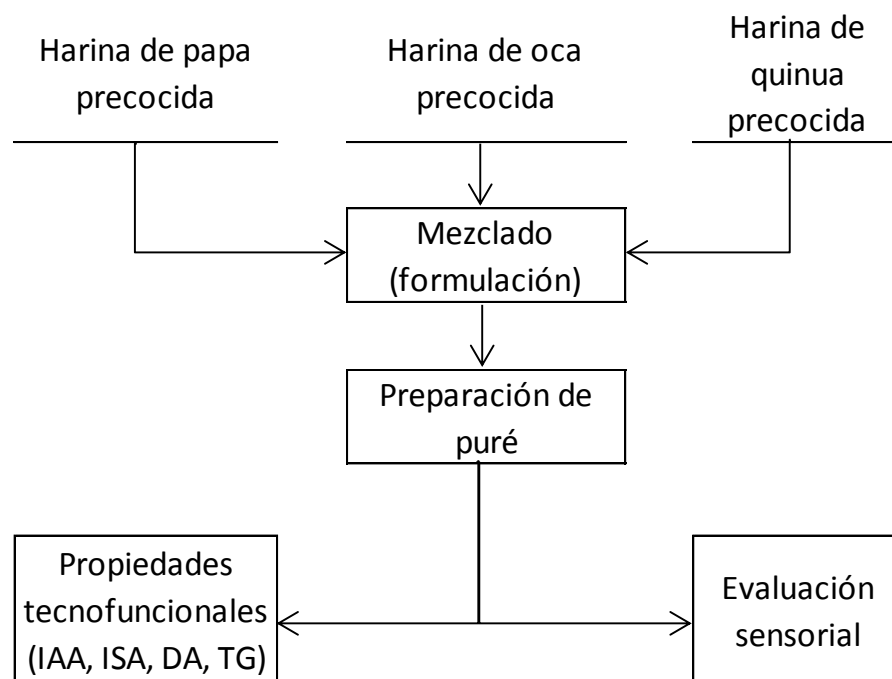 Harina de papa
precocida
Harina de oca
precocida
Harina de
quinua
precocida
Mezclado
(formulación)
Preparación de
puré
Propiedades
tecnofuncionales
(IAA, ISA, DA, TG)
Evaluación
sensorial